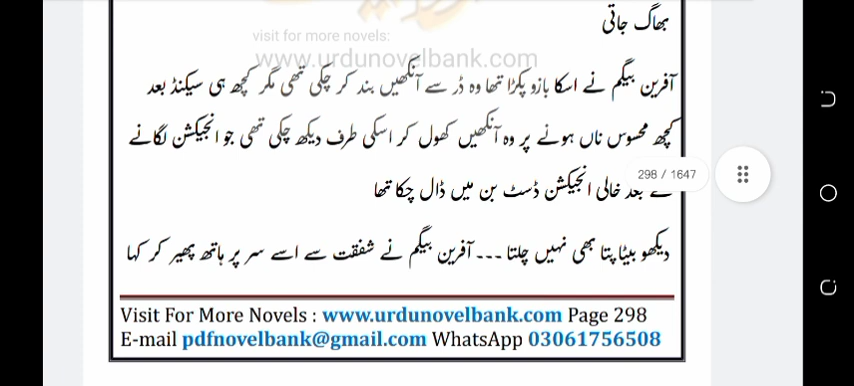 بھاگ جاتی
visit for more novels:
www.urdunovelbank.com
آفرین بیگم نے اسکا بازو پکڑا تھا وہ ڈر سے آنکھیں بند کر چکی تھی مگر کچھ ہی سیکنڈ بعد
کچھ محسوس ناں ہونے پر وہ آنکھیں کھول کر اسکی طرف دیکھ چکی تھی جو انجیکشن لگانے
بعد خالی انجیکشن ڈسٹ بن میں ڈال چکا تھا
298 / 1647
دیکھو بیٹا پتا بھی نہیں چلتا --- آفرین بیگم نے شفقت سے اسے سر پر ہاتھ پھیر کر کہا
Visit For More Novels : www.urdunovelbank.com Page 298
E-mail pdfnovelbank@gmail.com WhatsApp 03061756508